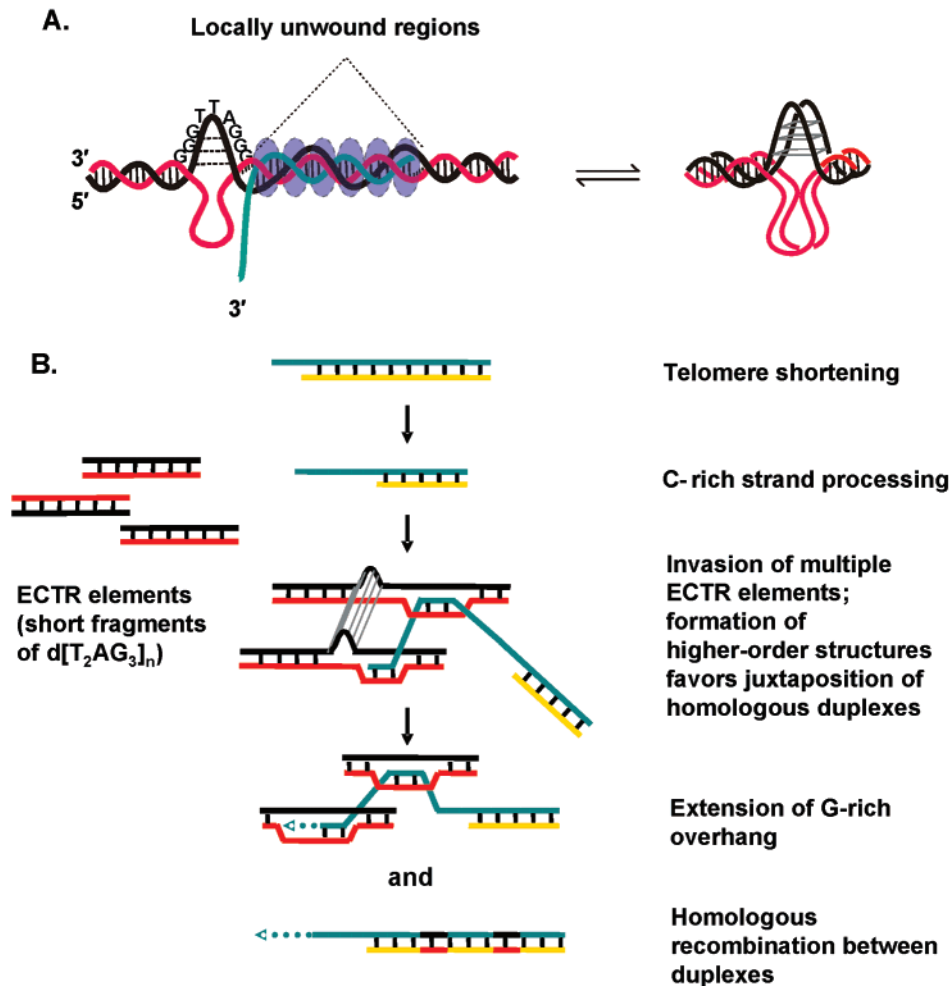 A.
Locally unwound regions
G G G T T A G G G
3′
5′
3′
B.
Telomere shortening
C- rich strand processing
ECTR elements
(short fragments
of d[T₂AG₃]ₙ)
Invasion of multiple
ECTR elements;
formation of
higher-order structures
favors juxtaposition of
homologous duplexes
Extension of G-rich
overhang
and
Homologous
recombination between
duplexes